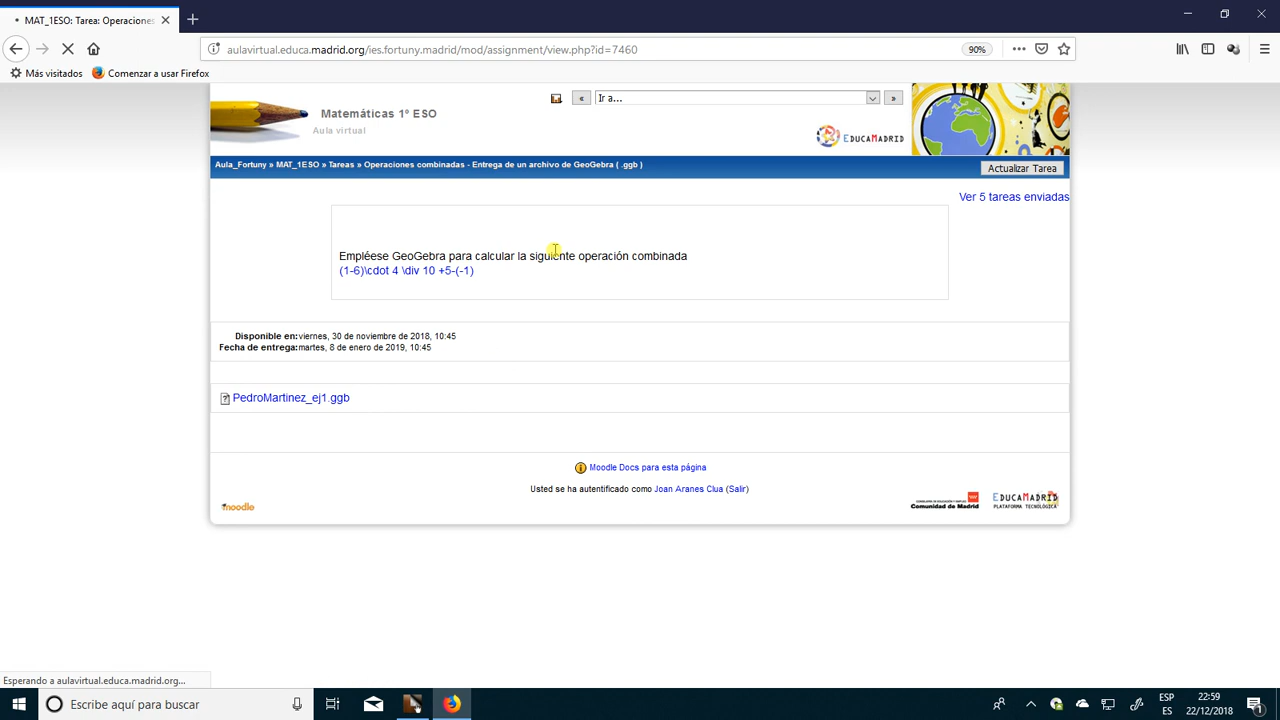 MAT_1ESO: Tarea: Operaciones
aulavirtual.educa.madrid.org/ies.fortuny.madrid/mod/assignment/view.php?id=7460
90%
Más visitados
Comenzar a usar Firefox
Matemáticas 1º ESO
Aula virtual
«
Ir a...
»
EDUCAMADRID
Aula_Fortuny » MAT_1ESO » Tareas » Operaciones combinadas - Entrega de un archivo de GeoGebra ( .ggb )
Actualizar Tarea
Ver 5 tareas enviadas
Empléese GeoGebra para calcular la siguiente operación combinada
(1-6)\cdot 4 \div 10 +5-(-1)
Disponible en: viernes, 30 de noviembre de 2018, 10:45
Fecha de entrega: martes, 8 de enero de 2019, 10:45
PedroMartinez_ej1.ggb
Moodle Docs para esta página
Usted se ha autentificado como Joan Aranes Clua (Salir)
moodle
Comunidad de Madrid
EDUCAMADRID
PLATAFORMA TECNOLÓGICA
Esperando a aulavirtual.educa.madrid.org...
Escribe aquí para buscar
ESP
ES
22:59
22/12/2018
1